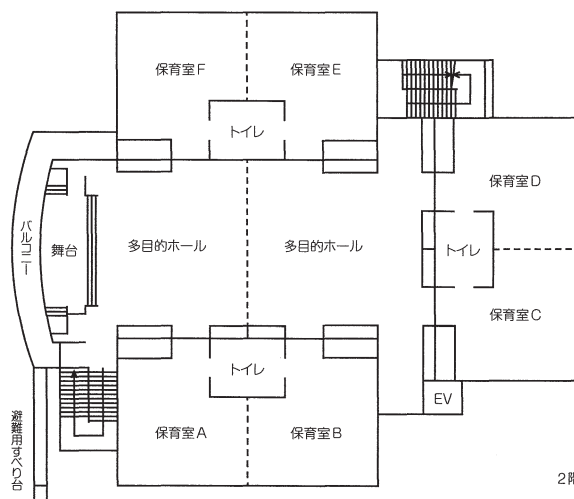 保育室F
保育室E
トイレ
保育室D
バルコニー
舞台
多目的ホール
多目的ホール
トイレ
保育室C
トイレ
EV
避難用すべり台
保育室A
保育室B
2階